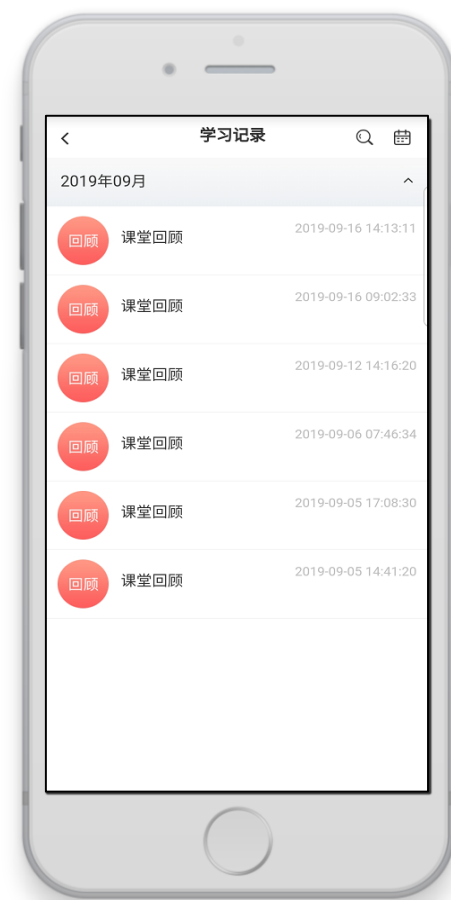 学习记录
2019年09月
回顾 课堂回顾 2019-09-16 14:13:11
回顾 课堂回顾 2019-09-16 09:02:33
回顾 课堂回顾 2019-09-12 14:16:20
回顾 课堂回顾 2019-09-06 07:46:34
回顾 课堂回顾 2019-09-05 17:08:30
回顾 课堂回顾 2019-09-05 14:41:20